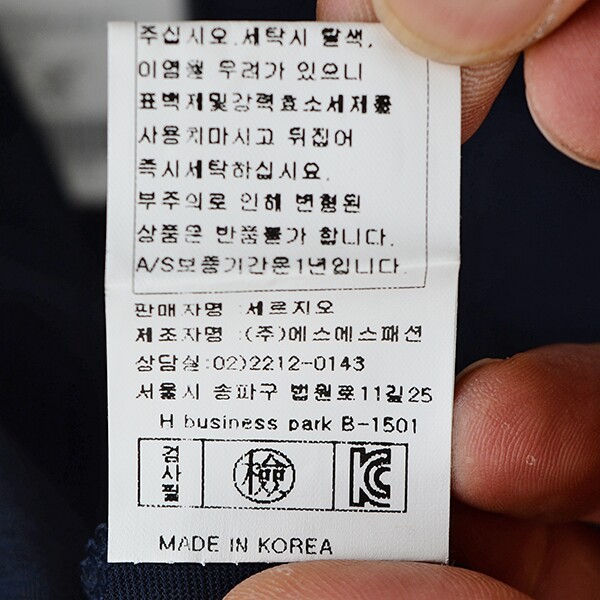 주십시오.세탁시 탈색,
이염될 우려가 있으니
표백제및강력효소세제를
사용치마시고 뒤집어
즉시세탁하십시요.
부주의로 인해 변형된
상품은 반품불가 합니다.
A/S보증기간은1년입니다.
판매자명 :세르지오
제조자명 :(주)에스에스패션
상담실:02)2212-0143
서울시 송파구 법원로11길25
H business park B-1501
검사필 檢 KC
MADE IN KOREA